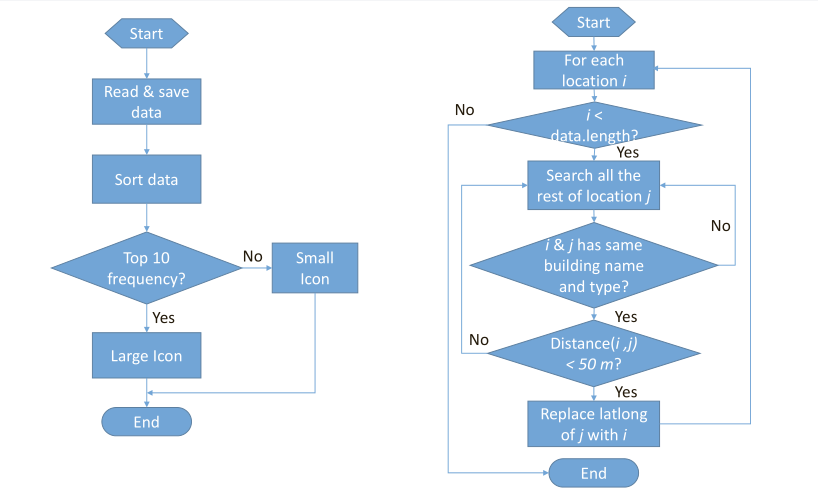 Start
Read & save
data
Sort data
Top 10
frequency?
No
Small
Icon
Yes
Large Icon
End
Start
For each
location i
No
i <
data.length?
Yes
Search all the
rest of location j
No
i & j has same
building name
and type?
Yes
No
Distance(i ,j)
< 50 m?
Yes
Replace latlong
of j with i
End